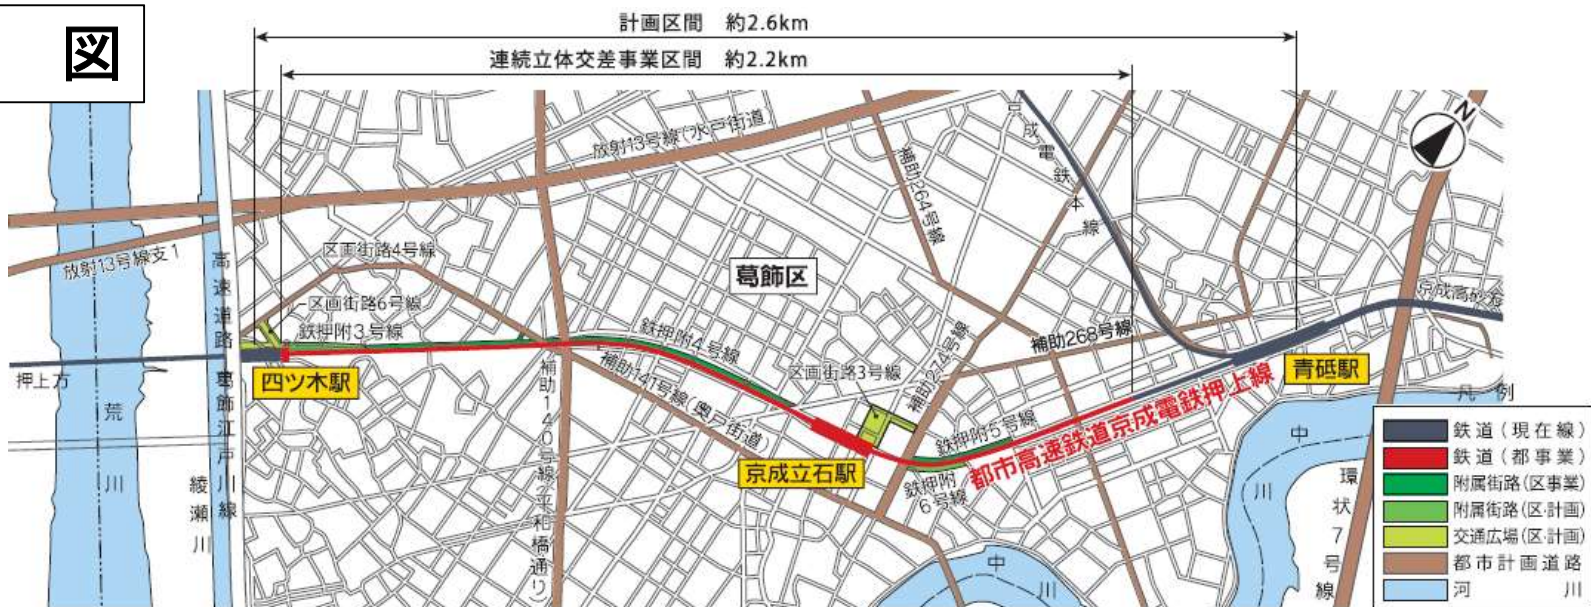 図
計画区間 約2.6km
連続立体交差事業区間 約2.2km
N
放射13号線(水戸街道)
京成電鉄本線
補助264号線
放射13号線支1
高速道路葛飾江戸川線
区画街路4号線
葛飾区
区画街路6号線
鉄押附3号線
鉄押附4号線
補助274号線
補助268号線
京成高砂
押上方
四ツ木駅
補助141号線(奥戸街道)
区画街路3号線
青砥駅
荒川
綾瀬川
補助140号線(平和橋通り)
京成立石駅
鉄押附5号線
鉄押附
6号線
都市高速鉄道京成電鉄押上線
中川
中川
環状7号線
凡例
鉄道(現在線)
鉄道(都事業)
附属街路(区事業)
附属街路(区・計画)
交通広場(区・計画)
都市計画道路
河川